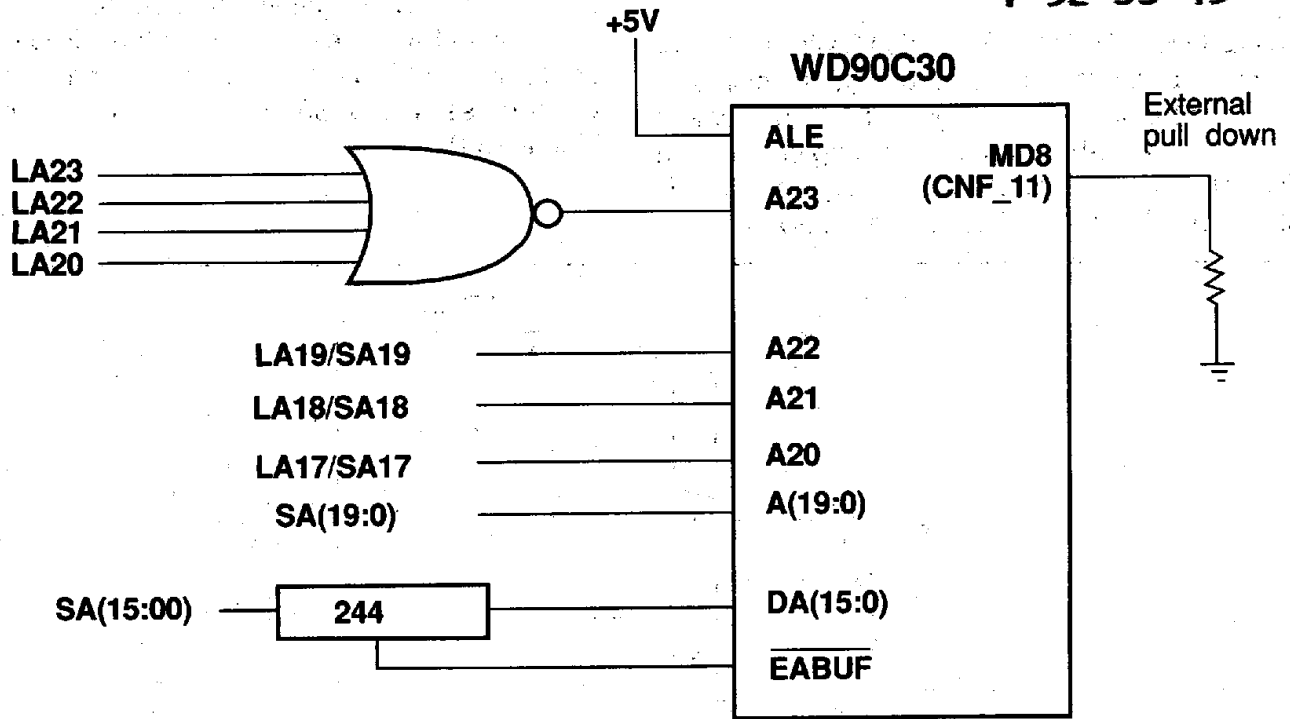 +5V
WD90C30
External
pull down
ALE
MD8
(CNF_11)
LA23
LA22
LA21
LA20
A23
LA19/SA19
A22
LA18/SA18
A21
LA17/SA17
A20
SA(19:0)
A(19:0)
SA(15:00)
244
DA(15:0)
EABUF